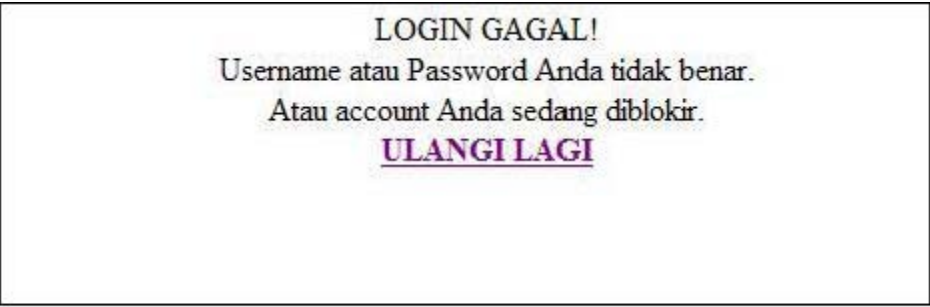 LOGIN GAGAL!
Username atau Password Anda tidak benar.
Atau account Anda sedang diblokir.
ULANGI LAGI